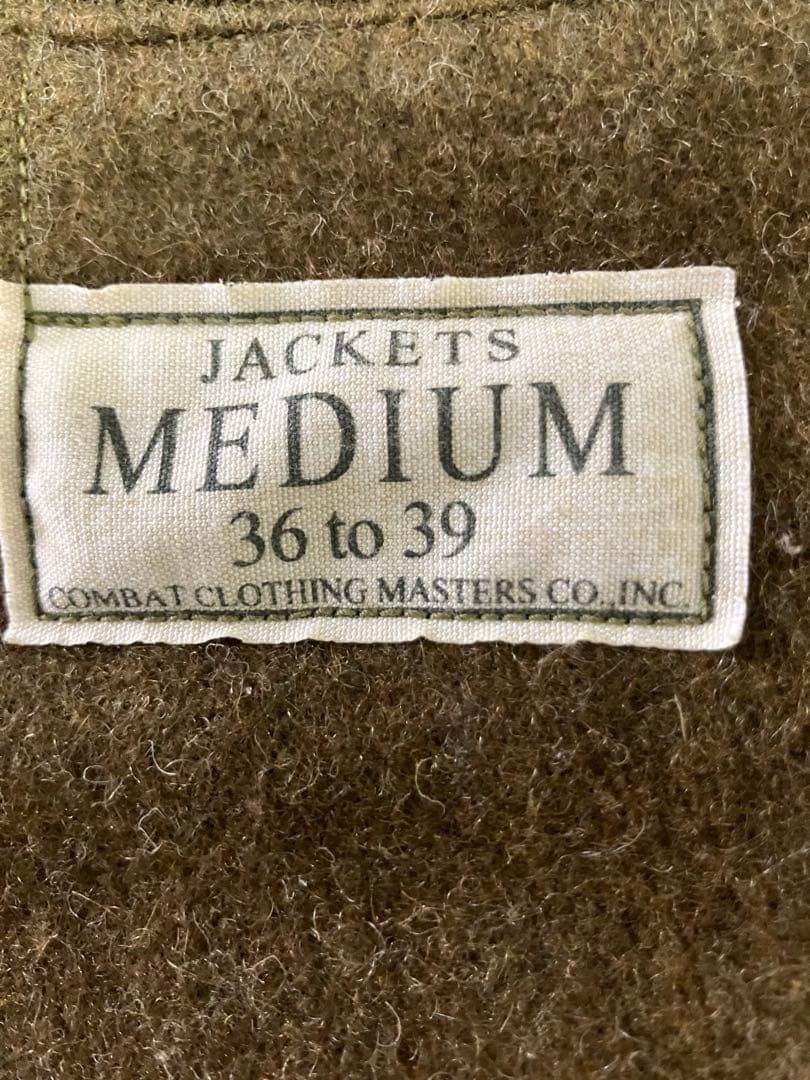 JACKETS
MEDIUM
36 to 39
COMBAT CLOTHING MASTERS CO.,INC.